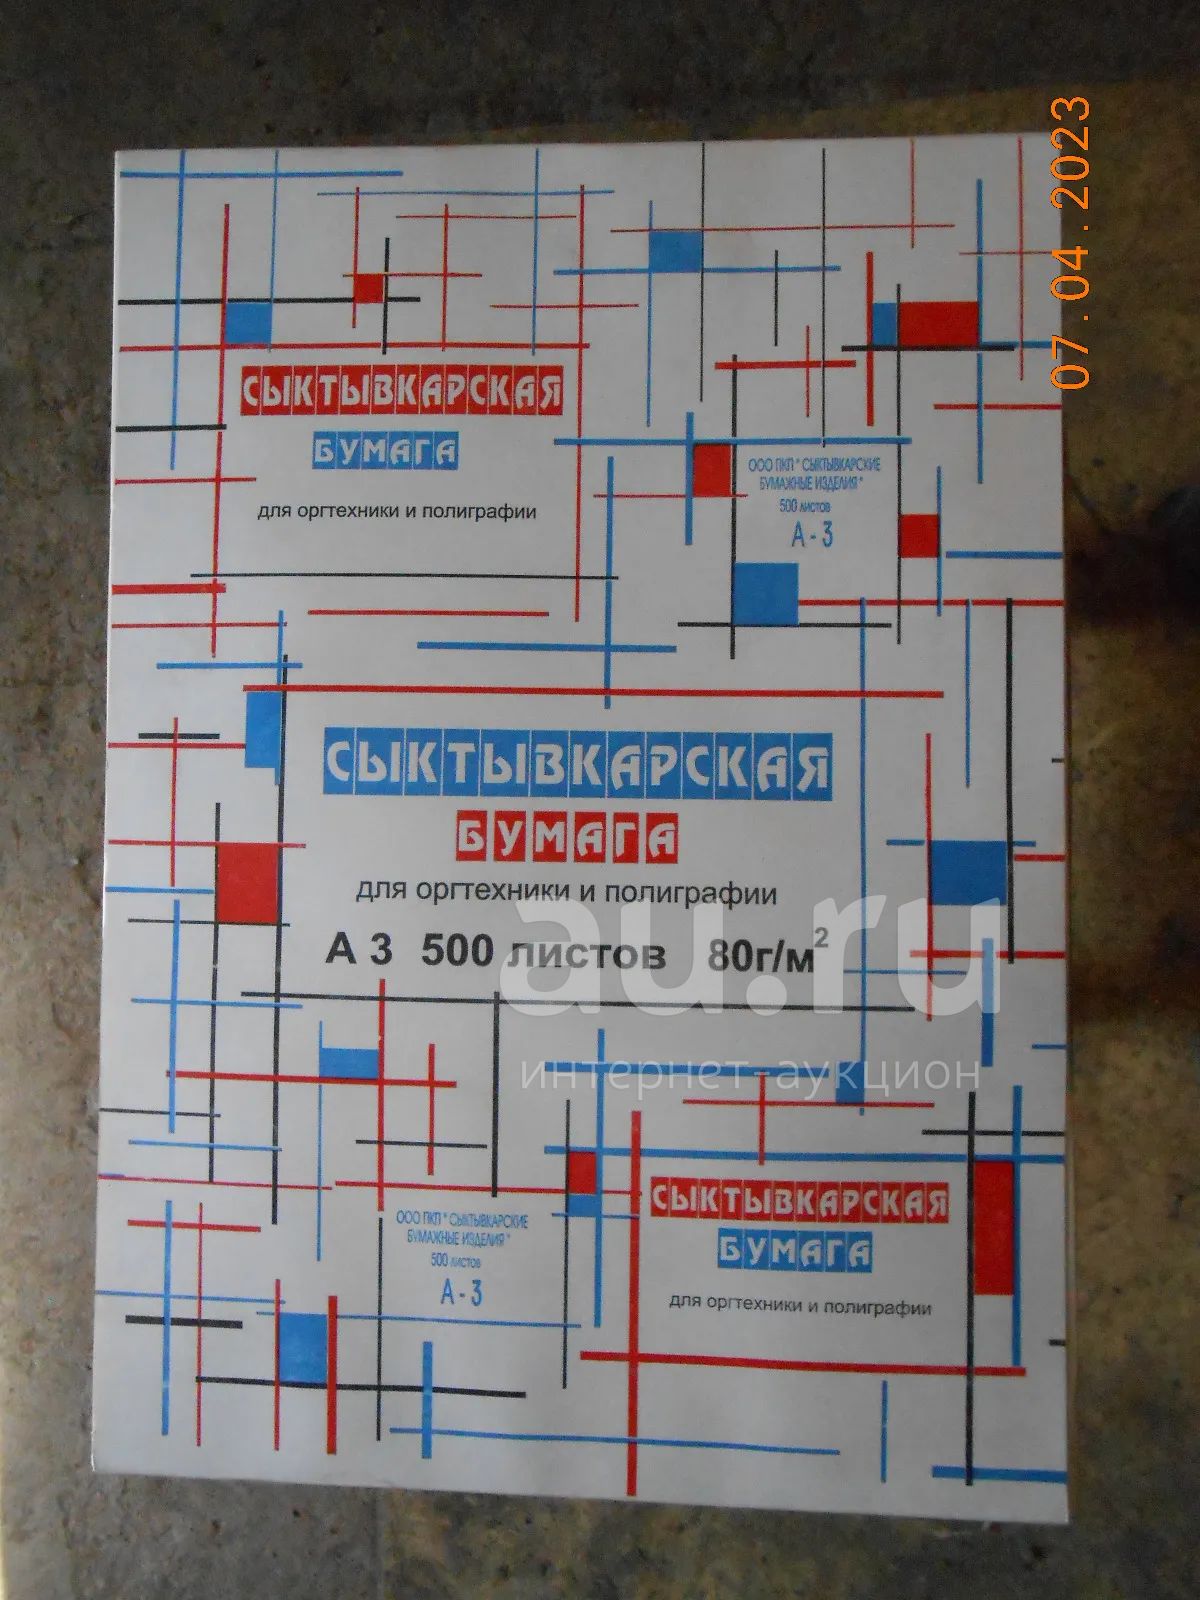 07.04.2023
СЫКТЫВКАРСКАЯ
БУМАГА
для оргтехники и полиграфии
ООО ПКП "СЫКТЫВКАРСКИЕ
БУМАЖНЫЕ ИЗДЕЛИЯ"
500 листов
А-3
СЫКТЫВКАРСКАЯ
БУМАГА
для оргтехники и полиграфии
А 3 500 листов 80г/м²
au.ru
интернет-аукцион
ООО ПКП "СЫКТЫВКАРСКИЕ
БУМАЖНЫЕ ИЗДЕЛИЯ"
500 листов
А-3
СЫКТЫВКАРСКАЯ
БУМАГА
для оргтехники и полиграфии